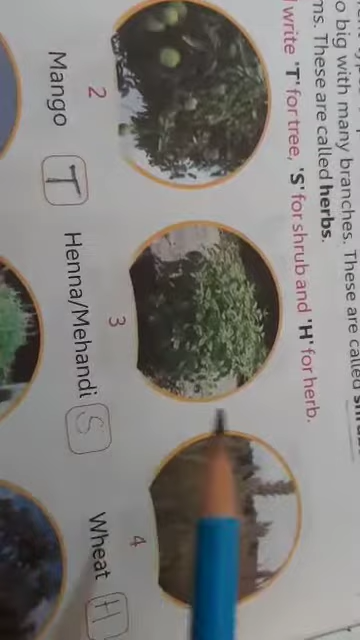 o big with many branches. These are called
ms. These are called herbs.
write 'T' for tree, 'S' for shrub and 'H' for herb.
2
Mango T
3
Henna/Mehandi S
4
Wheat H